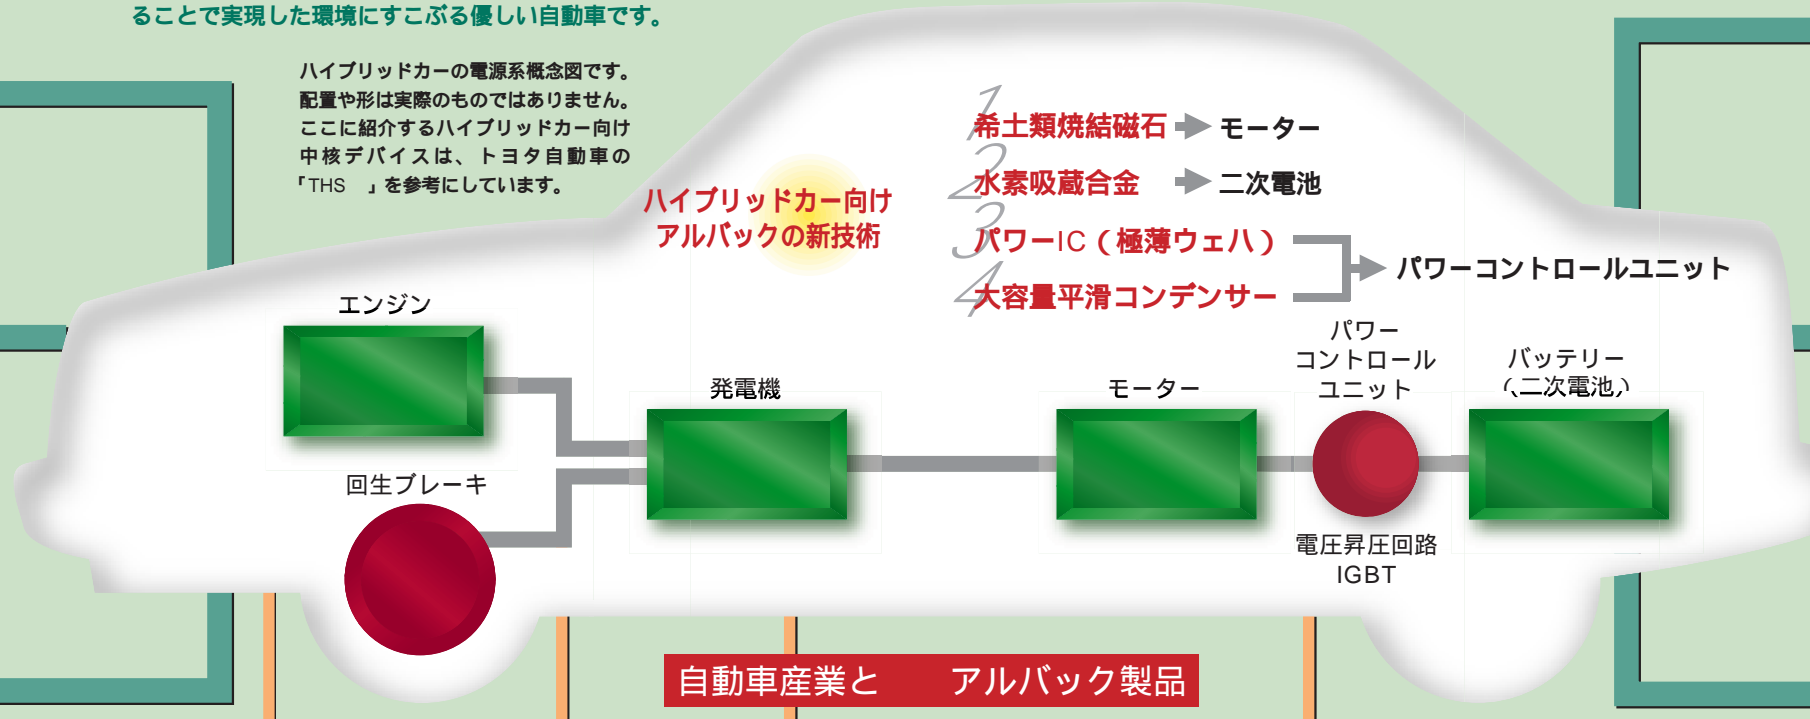 ることで実現した環境にすこぶる優しい自動車です。
ハイブリッドカーの電源系概念図です。
配置や形は実際のものではありません。
ここに紹介するハイブリッドカー向け
中核デバイスは、トヨタ自動車の
「THS　」を参考にしています。
ハイブリッドカー向け
アルバックの新技術
1 希土類焼結磁石 モーター
2 水素吸蔵合金 二次電池
3 パワーIC（極薄ウェハ）
4 大容量平滑コンデンサー
パワーコントロールユニット
エンジン
回生ブレーキ
発電機
モーター
パワー
コントロール
ユニット
電圧昇圧回路
IGBT
バッテリー
（二次電池）
自動車産業と　　アルバック製品